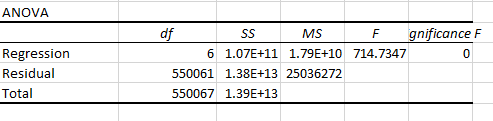 ANOVA
df SS MS F gnificance F
Regression 6 1.07E+11 1.79E+10 714.7347 0
Residual 550061 1.38E+13 25036272
Total 550067 1.39E+13